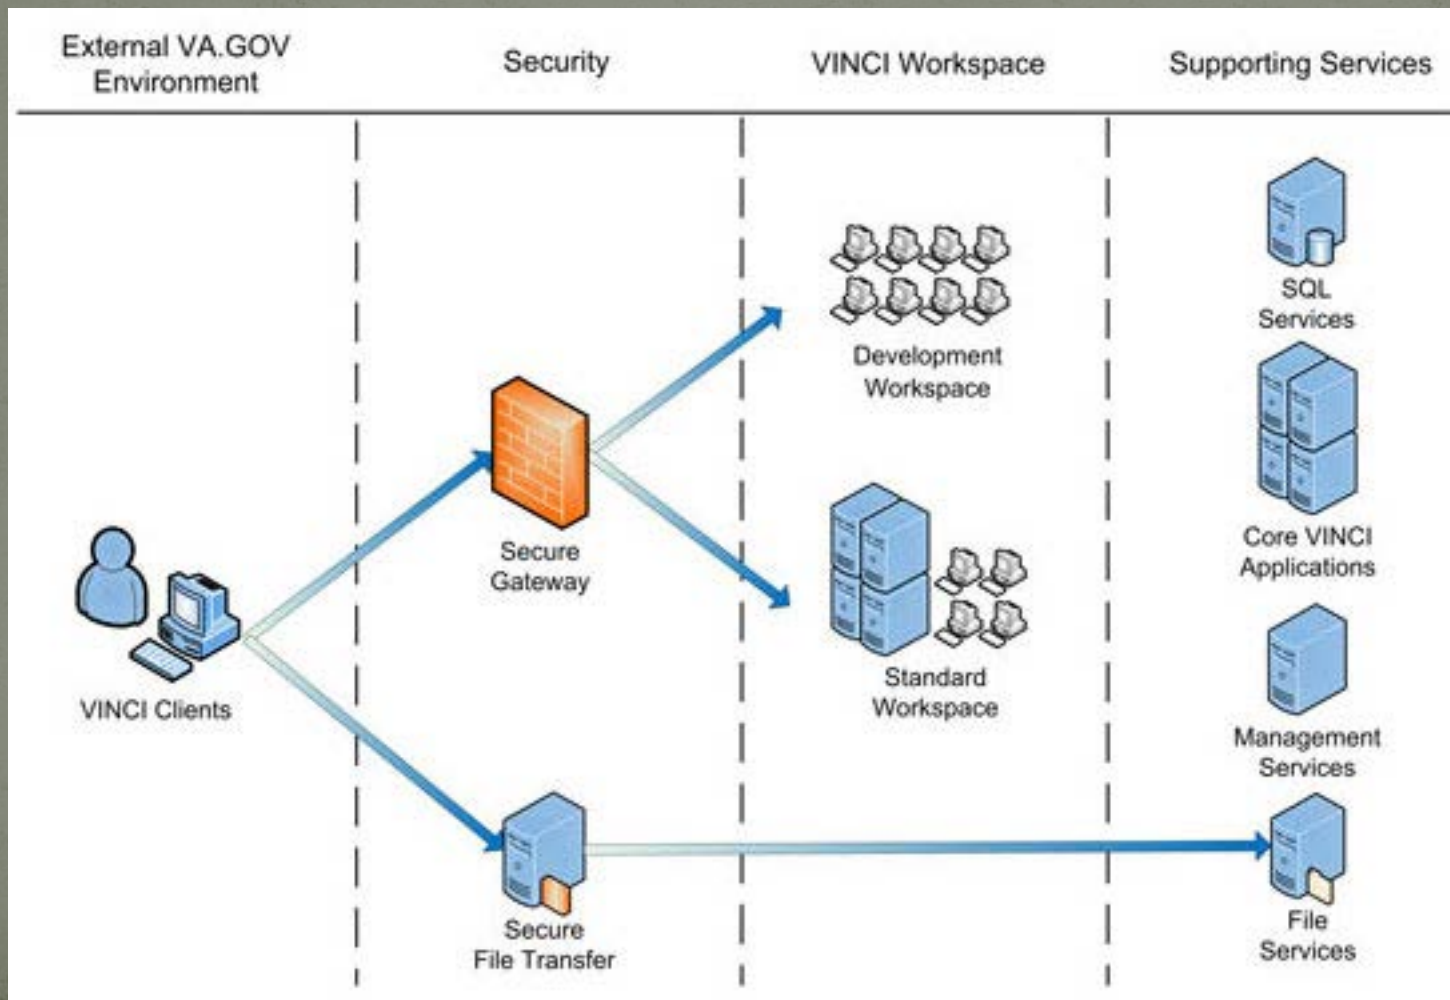 External VA.GOV
Environment
Security
VINCI Workspace
Supporting Services
SQL
Services
Development
Workspace
Secure
Gateway
Core VINCI
Applications
VINCI Clients
Standard
Workspace
Management
Services
Secure
File Transfer
File
Services